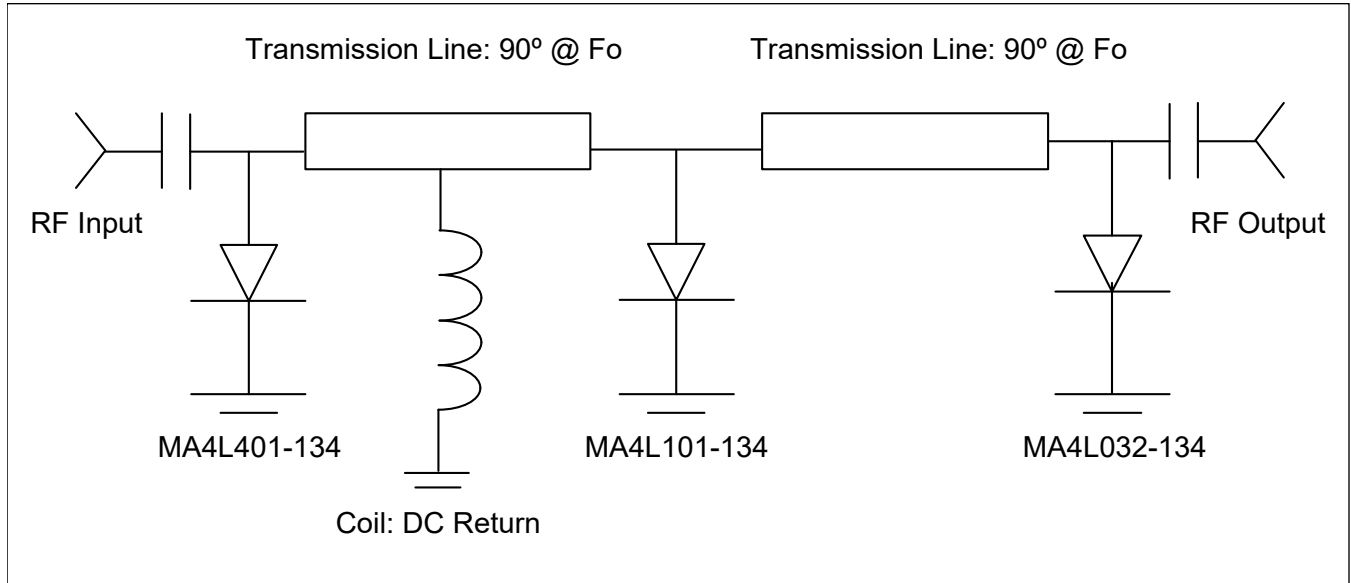 Transmission Line: 90º @ Fo
Transmission Line: 90º @ Fo
RF Input
RF Output
MA4L401-134
MA4L101-134
MA4L032-134
Coil: DC Return